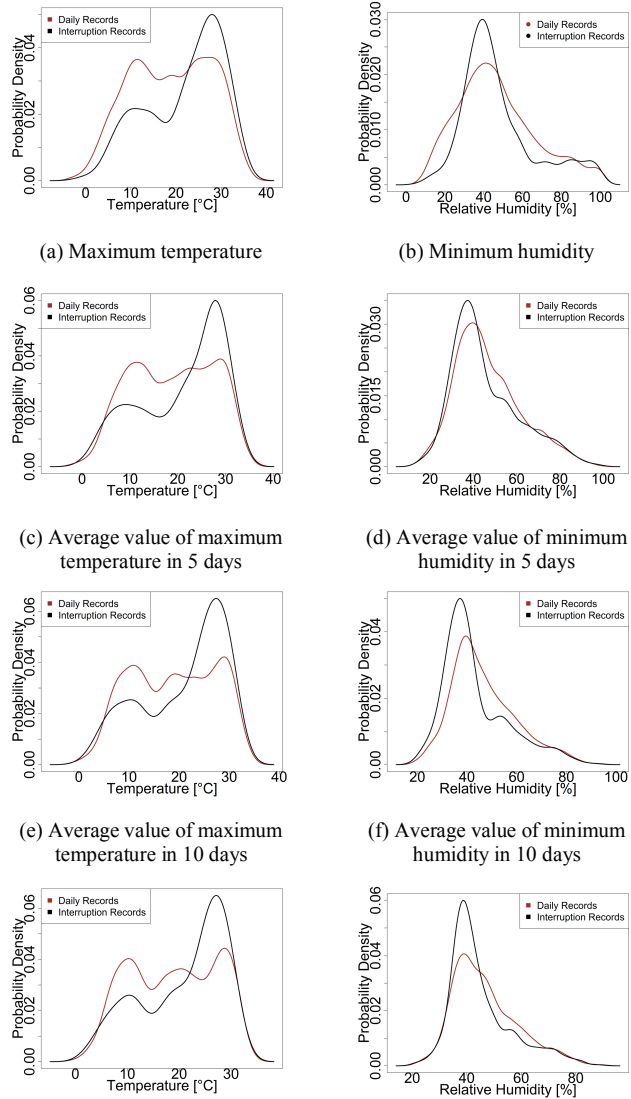 Daily Records
Interruption Records
Probability Density
0.00 0.02 0.04
0 10 20 30 40
Temperature [°C]
(a) Maximum temperature
Daily Records
Interruption Records
Probability Density
0.000 0.010 0.020 0.030
0 20 40 60 80 100
Relative Humidity [%]
(b) Minimum humidity
Daily Records
Interruption Records
Probability Density
0.00 0.02 0.04 0.06
0 10 20 30 40
Temperature [°C]
(c) Average value of maximum
temperature in 5 days
Daily Records
Interruption Records
Probability Density
0.000 0.015 0.030
20 40 60 80 100
Relative Humidity [%]
(d) Average value of minimum
humidity in 5 days
Daily Records
Interruption Records
Probability Density
0.00 0.02 0.04 0.06
0 10 20 30 40
Temperature [°C]
(e) Average value of maximum
temperature in 10 days
Daily Records
Interruption Records
Probability Density
0.00 0.02 0.04
20 40 60 80 100
Relative Humidity [%]
(f) Average value of minimum
humidity in 10 days
Daily Records
Interruption Records
Probability Density
0.00 0.02 0.04 0.06
0 10 20 30
Temperature [°C]
Daily Records
Interruption Records
Probability Density
0.00 0.02 0.04 0.06
20 40 60 80
Relative Humidity [%]